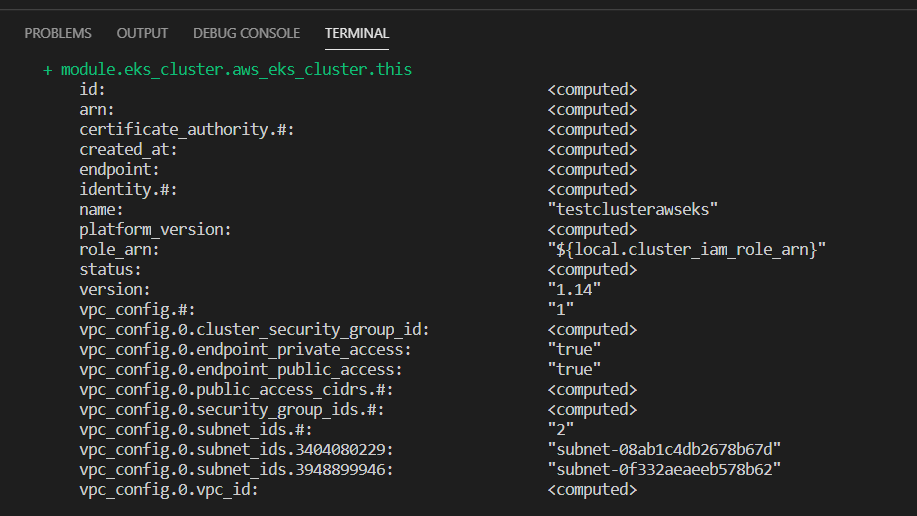 PROBLEMS OUTPUT DEBUG CONSOLE TERMINAL
+ module.eks_cluster.aws_eks_cluster.this
id: <computed>
arn: <computed>
certificate_authority.#: <computed>
created_at: <computed>
endpoint: <computed>
identity.#: <computed>
name: "testclusterawseks"
platform_version: <computed>
role_arn: "${local.cluster_iam_role_arn}"
status: <computed>
version: "1.14"
vpc_config.#: "1"
vpc_config.0.cluster_security_group_id: <computed>
vpc_config.0.endpoint_private_access: "true"
vpc_config.0.endpoint_public_access: "true"
vpc_config.0.public_access_cidrs.#: <computed>
vpc_config.0.security_group_ids.#: <computed>
vpc_config.0.subnet_ids.#: "2"
vpc_config.0.subnet_ids.3404080229: "subnet-08ab1c4db2678b67d"
vpc_config.0.subnet_ids.3948899946: "subnet-0f332aeaeeb578b62"
vpc_config.0.vpc_id: <computed>